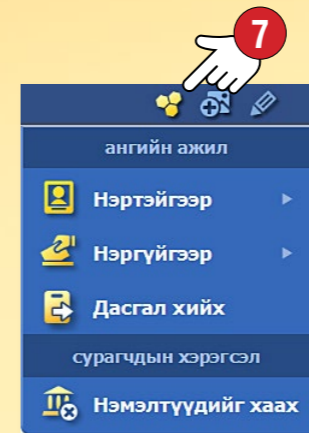 7
ангийн ажил
Нэртэйгээр
Нэргүйгээр
Дасгал хийх
сурагчдын хэрэгсэл
Нэмэлтүүдийг хаах